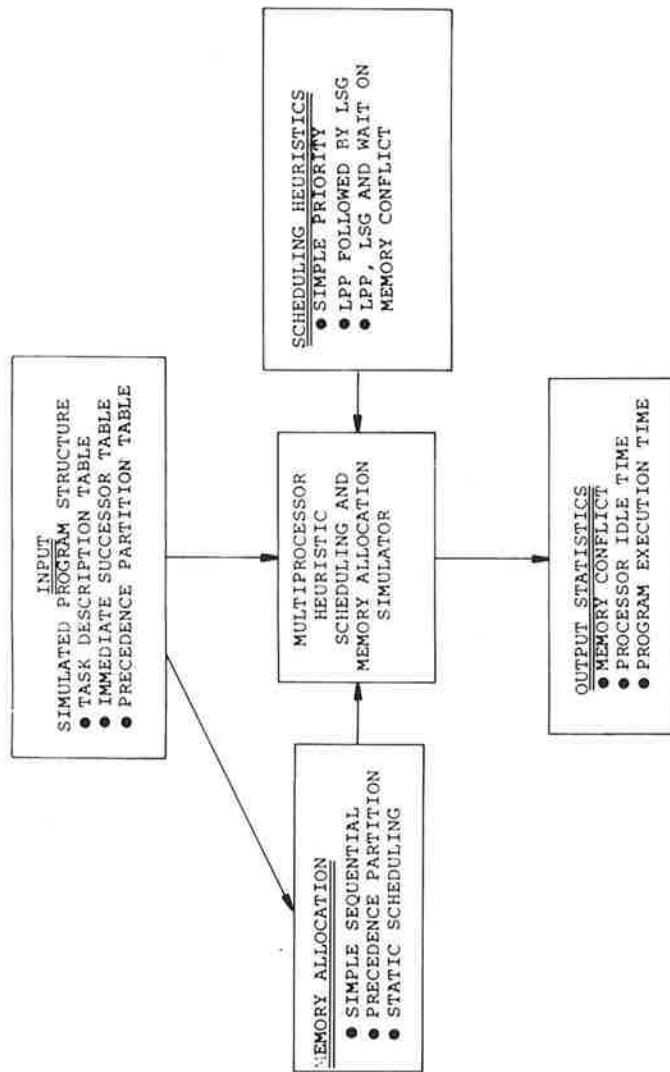 INPUT
SIMULATED PROGRAM STRUCTURE
● TASK DESCRIPTION TABLE
● IMMEDIATE SUCCESSOR TABLE
● PRECEDENCE PARTITION TABLE
MEMORY ALLOCATION
● SIMPLE SEQUENTIAL
● PRECEDENCE PARTITION
● STATIC SCHEDULING
MULTIPROCESSOR
HEURISTIC
SCHEDULING AND
MEMORY ALLOCATION
SIMULATOR
SCHEDULING HEURISTICS
● SIMPLE PRIORITY
● LPP FOLLOWED BY LSG
● LPP, LSG AND WAIT ON
MEMORY CONFLICT
OUTPUT STATISTICS
● MEMORY CONFLICT
● PROCESSOR IDLE TIME
● PROGRAM EXECUTION TIME